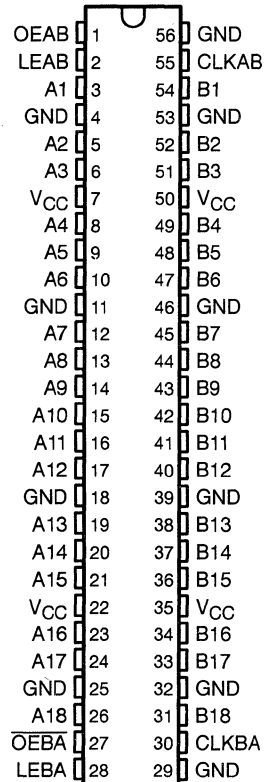 OEAB 1 56 GND
LEAB 2 55 CLKAB
A1 3 54 B1
GND 4 53 GND
A2 5 52 B2
A3 6 51 B3
VCC 7 50 VCC
A4 8 49 B4
A5 9 48 B5
A6 10 47 B6
GND 11 46 GND
A7 12 45 B7
A8 13 44 B8
A9 14 43 B9
A10 15 42 B10
A11 16 41 B11
A12 17 40 B12
GND 18 39 GND
A13 19 38 B13
A14 20 37 B14
A15 21 36 B15
VCC 22 35 VCC
A16 23 34 B16
A17 24 33 B17
GND 25 32 GND
A18 26 31 B18
O̅E̅B̅A̅ 27 30 CLKBA
LEBA 28 29 GND